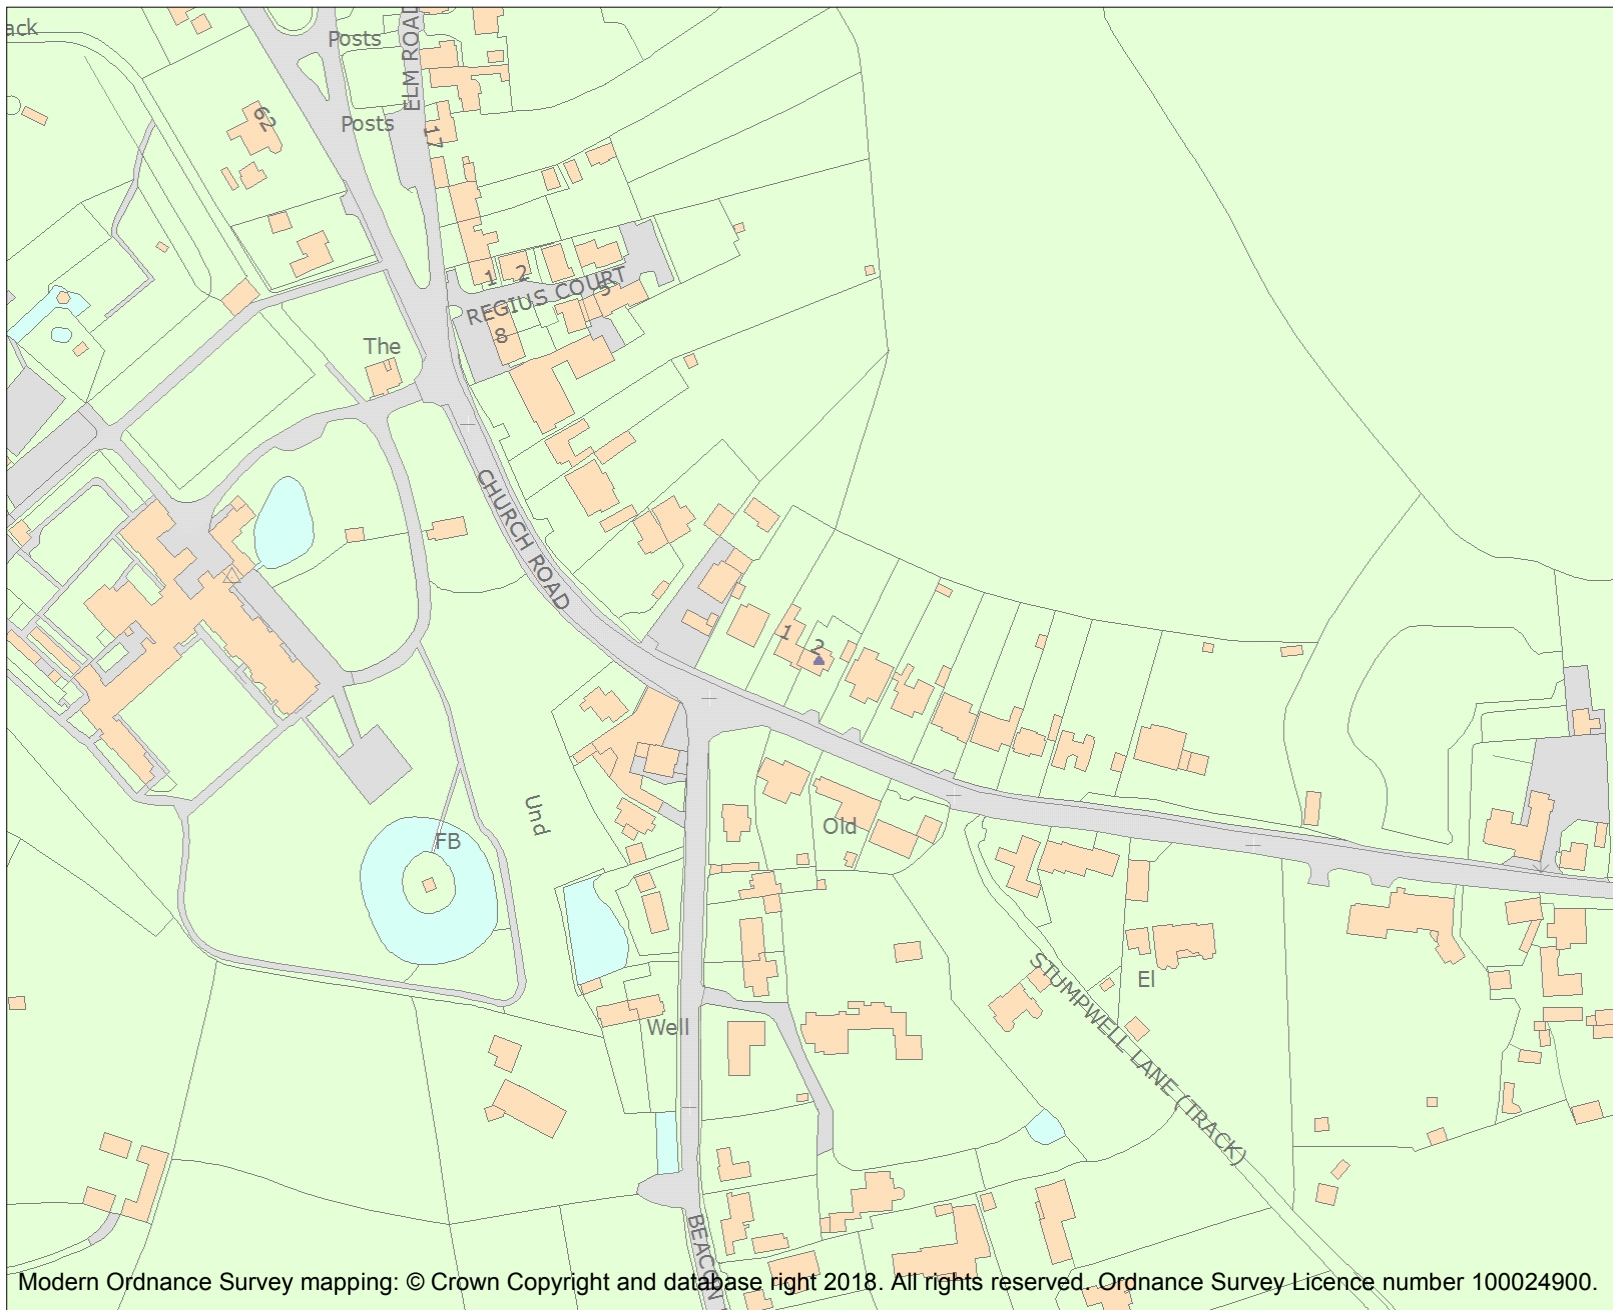 ack
Posts
ELM ROAD
62
Posts
17
1
2
REGIUS COURT
5
8
The
CHURCH ROAD
1
2
Und
Old
FB
STUMPWELL LANE (TRACK)
El
Well
BEACON
Modern Ordnance Survey mapping: © Crown Copyright and database right 2018. All rights reserved. Ordnance Survey Licence number 100024900.